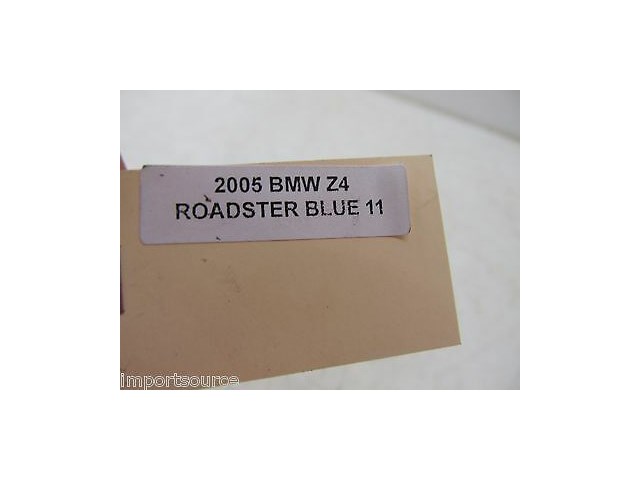 2005 BMW Z4
ROADSTER BLUE 11
importsource